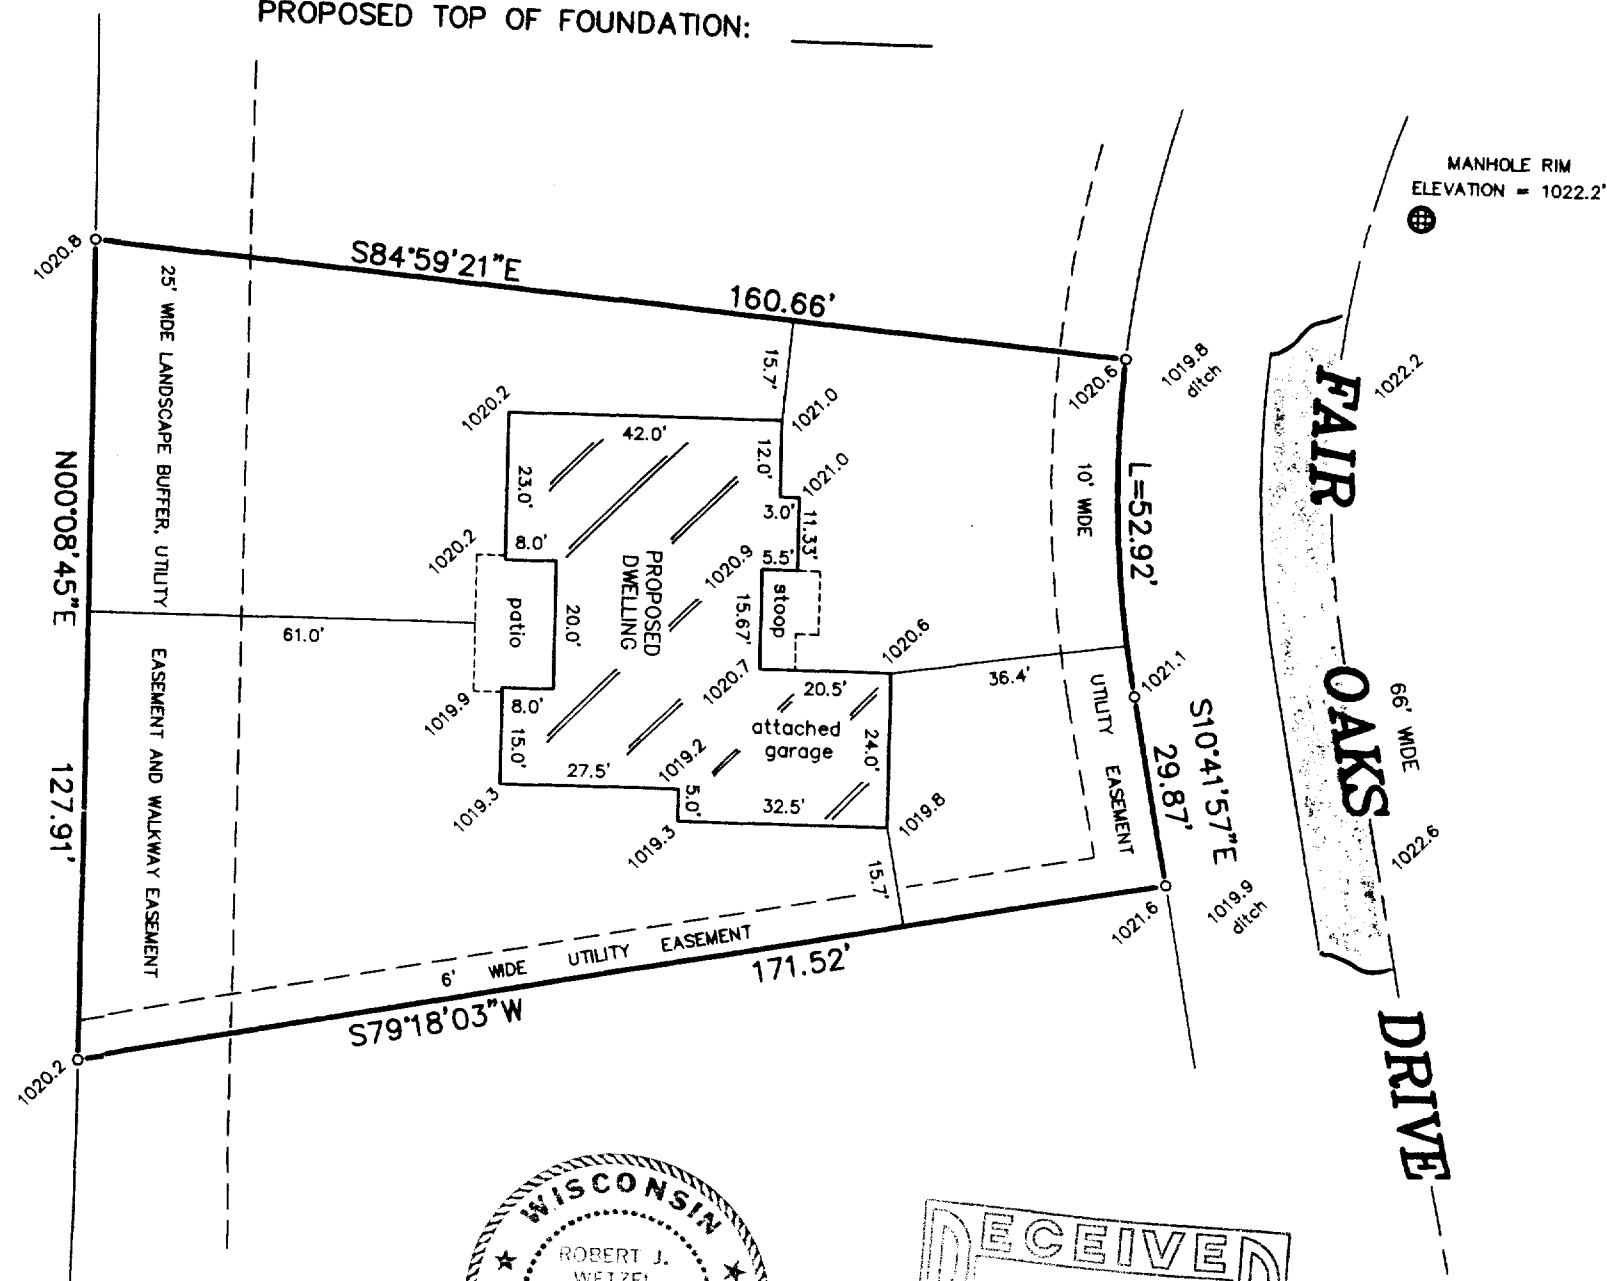 PROPOSED TOP OF FOUNDATION:
MANHOLE RIM
ELEVATION = 1022.2'
1020.8
S84°59'21"E
160.66'
25' WIDE LANDSCAPE BUFFER, UTILITY EASEMENT AND WALKWAY EASEMENT
15.7'
1020.6
1019.8
ditch
1022.2
FAIR OAKS DRIVE
66' WIDE
1020.2
42.0'
1021.0
12.0'
1021.0
23.0'
3.0'
11.33'
10' WIDE UTILITY EASEMENT
L=52.92'
N00°08'45"E
127.91'
1020.2
8.0'
PROPOSED
DWELLING
1020.9
5.5'
stoop
15.67'
patio
20.0'
61.0'
1020.6
36.4'
1021.1
S10°41'57"E
29.87'
1019.9
8.0'
1020.7
20.5'
attached
garage
24.0'
15.0'
27.5'
1019.2
5.0'
32.5'
1019.3
1019.3
1019.8
1022.6
15.7'
1021.6
1019.9
ditch
6' WIDE UTILITY EASEMENT
171.52'
S79°18'03"W
1020.2
WISCONSIN
ROBERT J.
WETZEL
RECEIVED